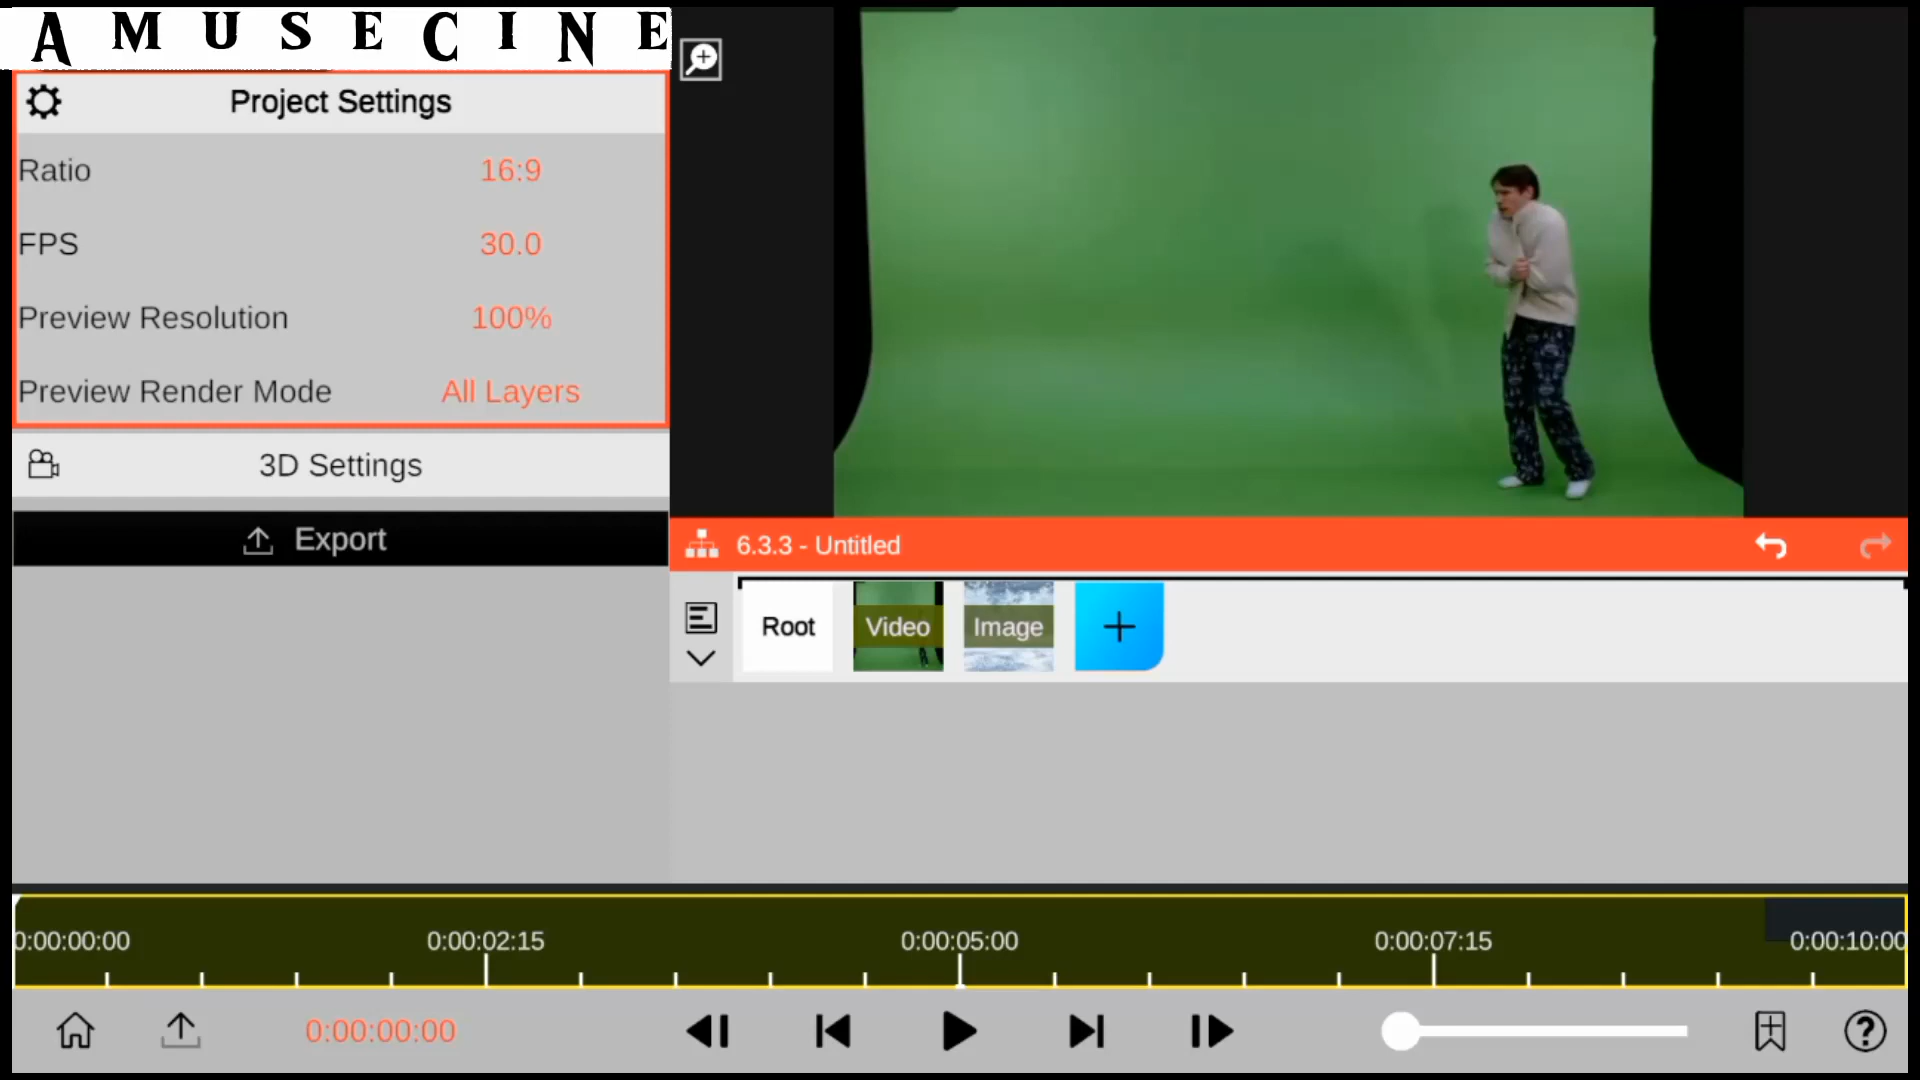 AMUSECINE
Project Settings
Ratio 16:9
FPS 30.0
Preview Resolution 100%
Preview Render Mode All Layers
3D Settings
Export
6.3.3 - Untitled
Root Video Image +
0:00:00:00 0:00:02:15 0:00:05:00 0:00:07:15 0:00:10:00
0:00:00:00